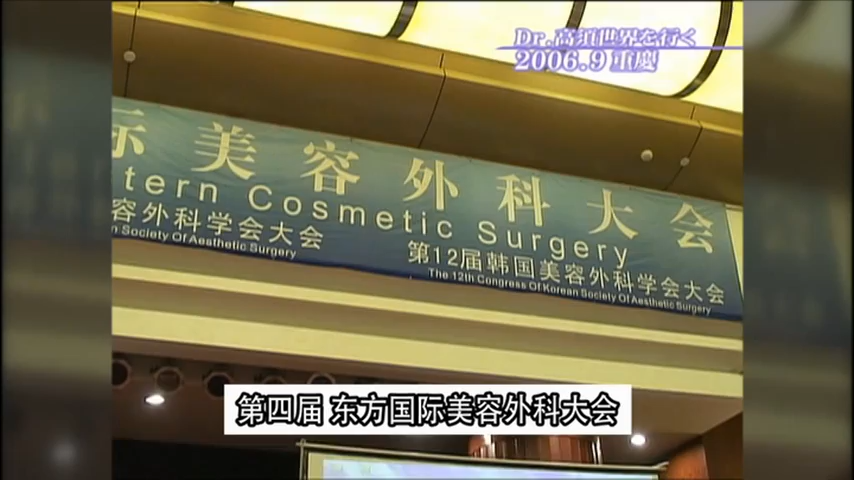 Dr.高須世界を行く
2006.9 重慶
际美容外科大会
tern Cosmetic Surgery
容外科学会大会
n Society Of Aesthetic Surgery
第12届韩国美容外科学会大会
The 12th Congress Of Korean Society Of Aesthetic Surgery
第四届 东方国际美容外科大会